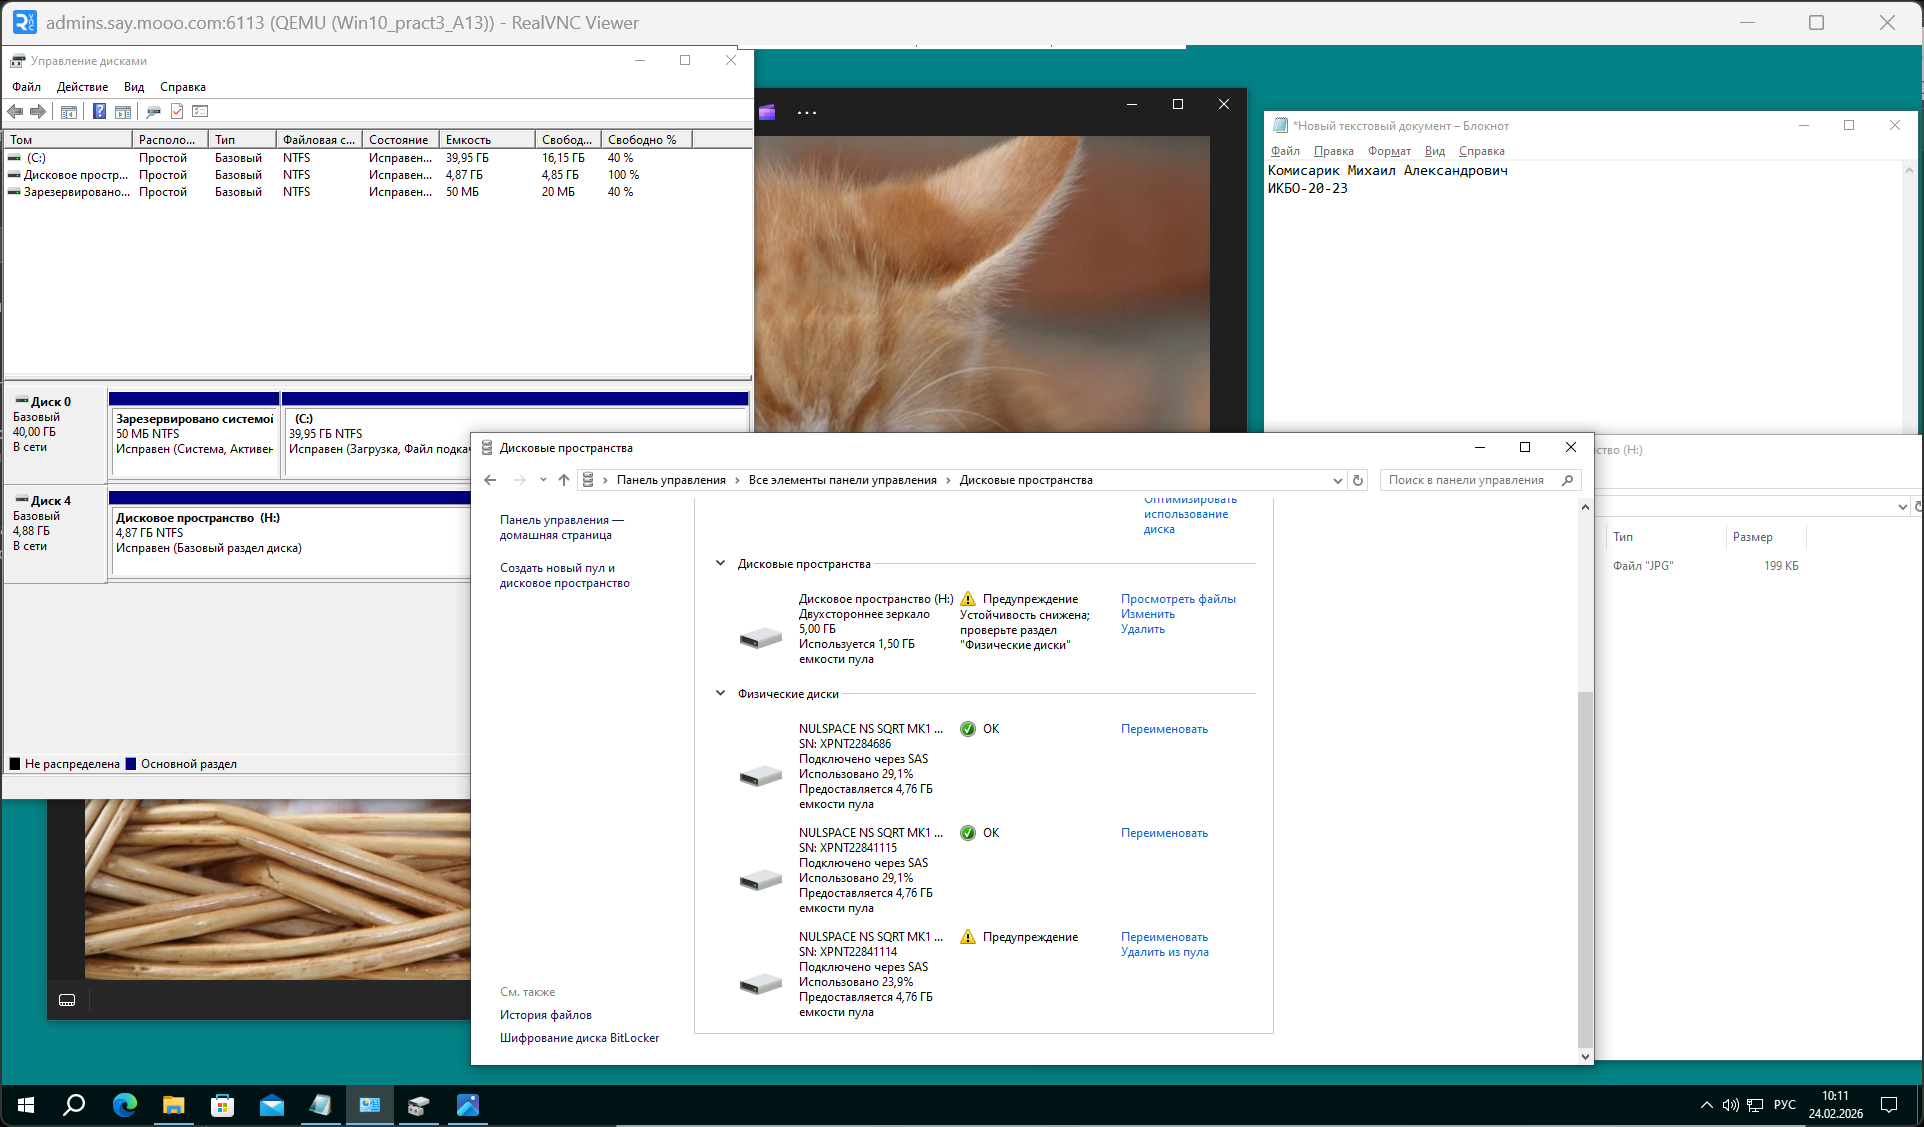 admins.say.mooo.com:6113 (QEMU (Win10_pract3_A13)) - RealVNC Viewer
Управление дисками
Файл Действие Вид Справка
Том Располо... Тип Файловая с... Состояние Емкость Свобод... Свободно %
(C:) Простой Базовый NTFS Исправен... 39,95 ГБ 16,15 ГБ 40 %
Дисковое простр... Простой Базовый NTFS Исправен... 4,87 ГБ 4,85 ГБ 100 %
Зарезервировано... Простой Базовый NTFS Исправен... 50 МБ 20 МБ 40 %
Диск 0
Базовый
40,00 ГБ
В сети
Зарезервировано системой
50 МБ NTFS
Исправен (Система, Активен
(C:)
39,95 ГБ NTFS
Исправен (Загрузка, Файл подкач
Диск 4
Базовый
4,88 ГБ
В сети
Дисковое пространство (H:)
4,87 ГБ NTFS
Исправен (Базовый раздел диска)
Не распределена Основной раздел
*Новый текстовый документ – Блокнот
Файл Правка Формат Вид Справка
Комисарик Михаил Александрович
ИКБО-20-23
ство (H:)
Тип Размер
Файл "JPG" 199 КБ
Дисковые пространства
Панель управления Все элементы панели управления Дисковые пространства
Поиск в панели управления
Панель управления —
домашняя страница
Создать новый пул и
дисковое пространство
Оптимизировать
использование
диска
Дисковые пространства
Дисковое пространство (H:)
Двухстороннее зеркало
5,00 ГБ
Используется 1,50 ГБ
емкости пула
Предупреждение
Устойчивость снижена;
проверьте раздел
"Физические диски"
Просмотреть файлы
Изменить
Удалить
Физические диски
NULSPACE NS SQRT MK1 ...
SN: XPNT2284686
Подключено через SAS
Использовано 29,1%
Предоставляется 4,76 ГБ
емкости пула
OK
Переименовать
NULSPACE NS SQRT MK1 ...
SN: XPNT22841115
Подключено через SAS
Использовано 29,1%
Предоставляется 4,76 ГБ
емкости пула
OK
Переименовать
NULSPACE NS SQRT MK1 ...
SN: XPNT22841114
Подключено через SAS
Использовано 23,9%
Предоставляется 4,76 ГБ
емкости пула
Предупреждение
Переименовать
Удалить из пула
См. также
История файлов
Шифрование диска BitLocker
РУС
10:11
24.02.2026